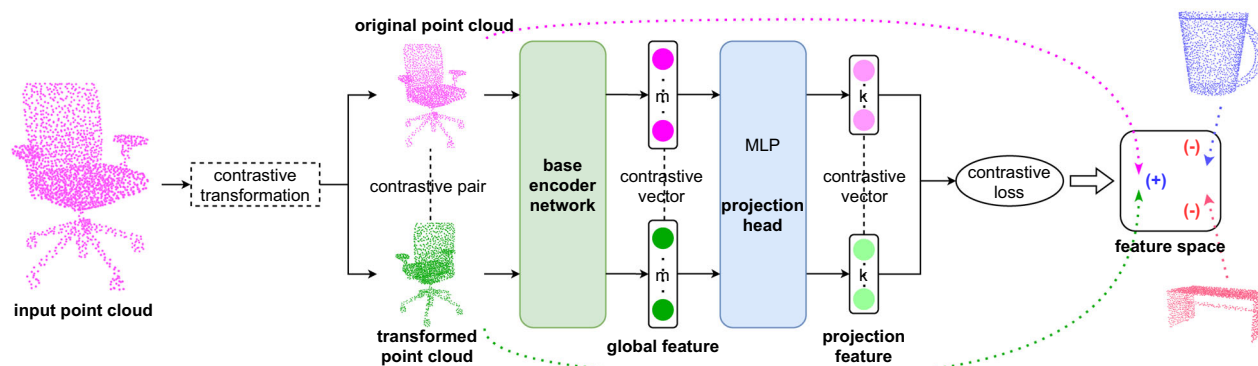 original point cloud
input point cloud
contrastive
transformation
contrastive pair
transformed
point cloud
base
encoder
network
m
contrastive
vector
m
global feature
MLP
projection
head
k
contrastive
vector
k
projection
feature
contrastive
loss
(-)
(+)
(-)
feature space